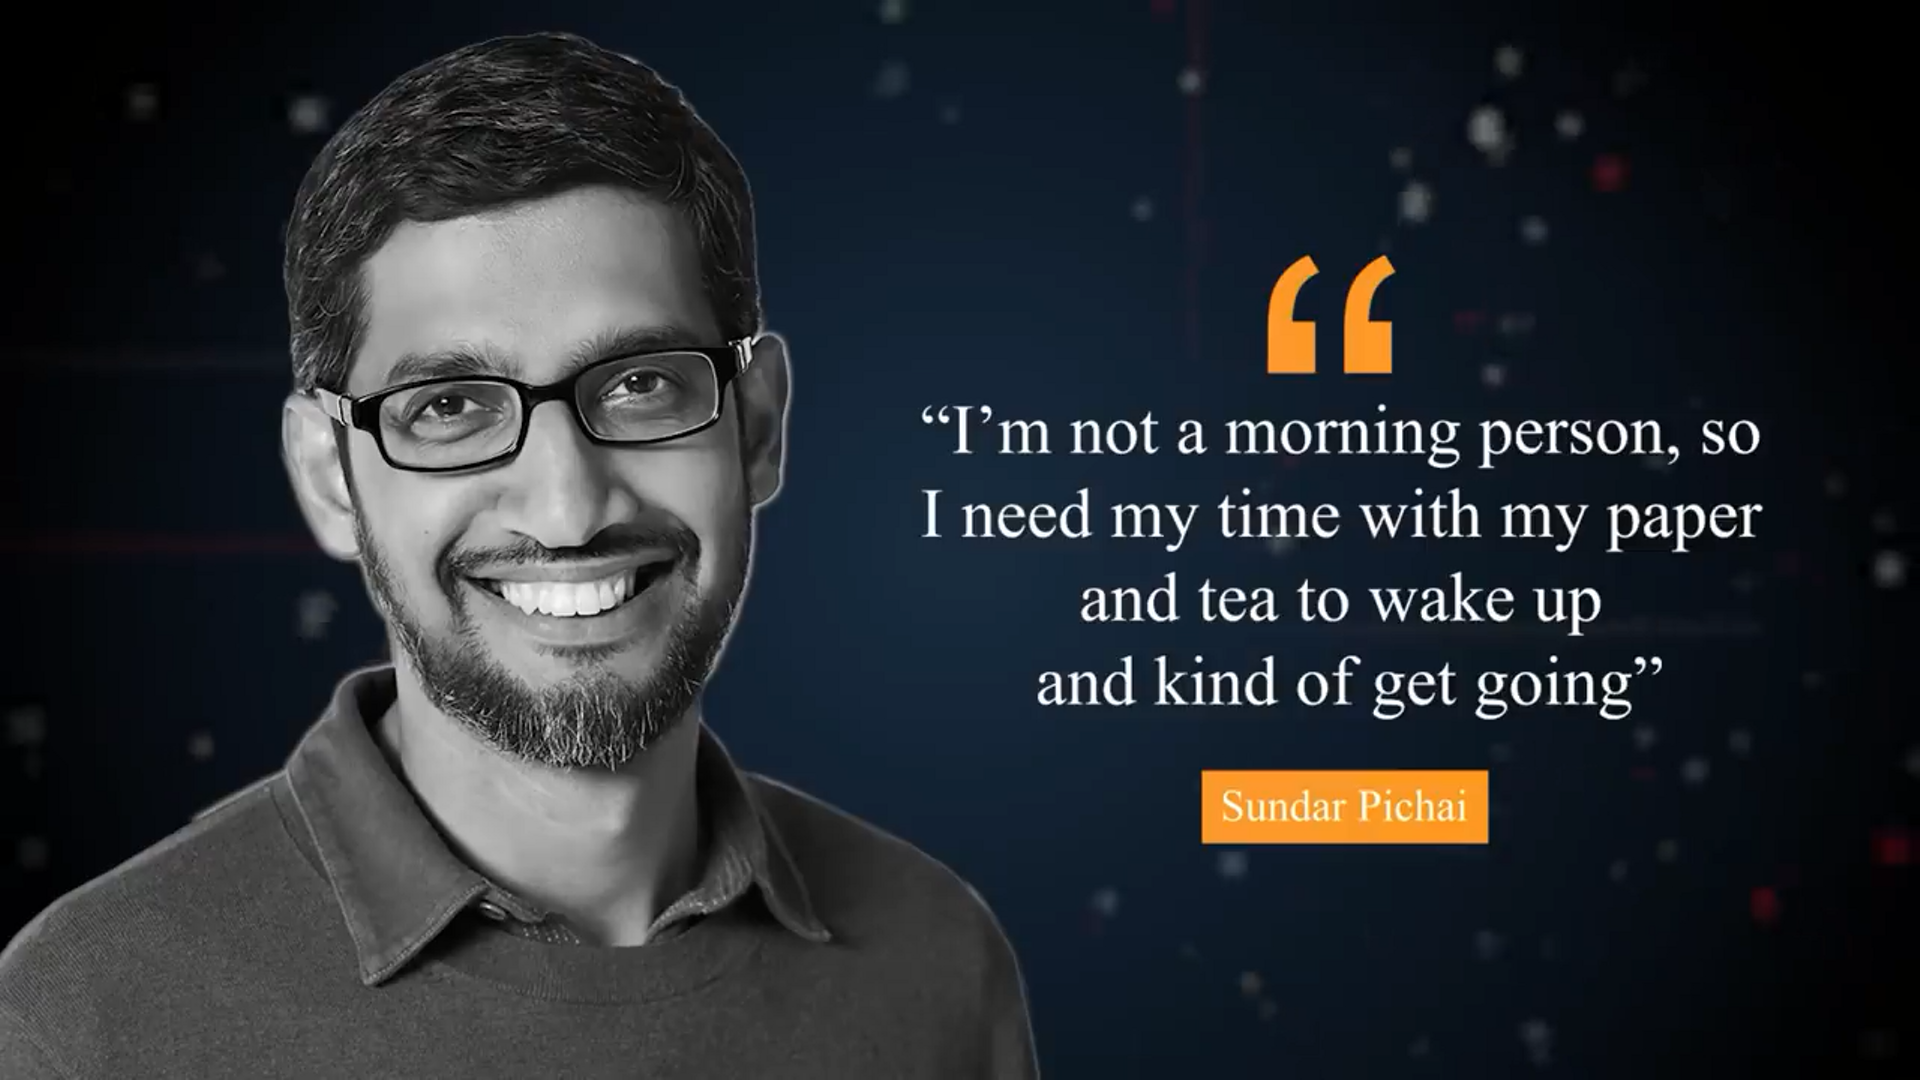 “I’m not a morning person, so
I need my time with my paper
and tea to wake up
and kind of get going”
Sundar Pichai